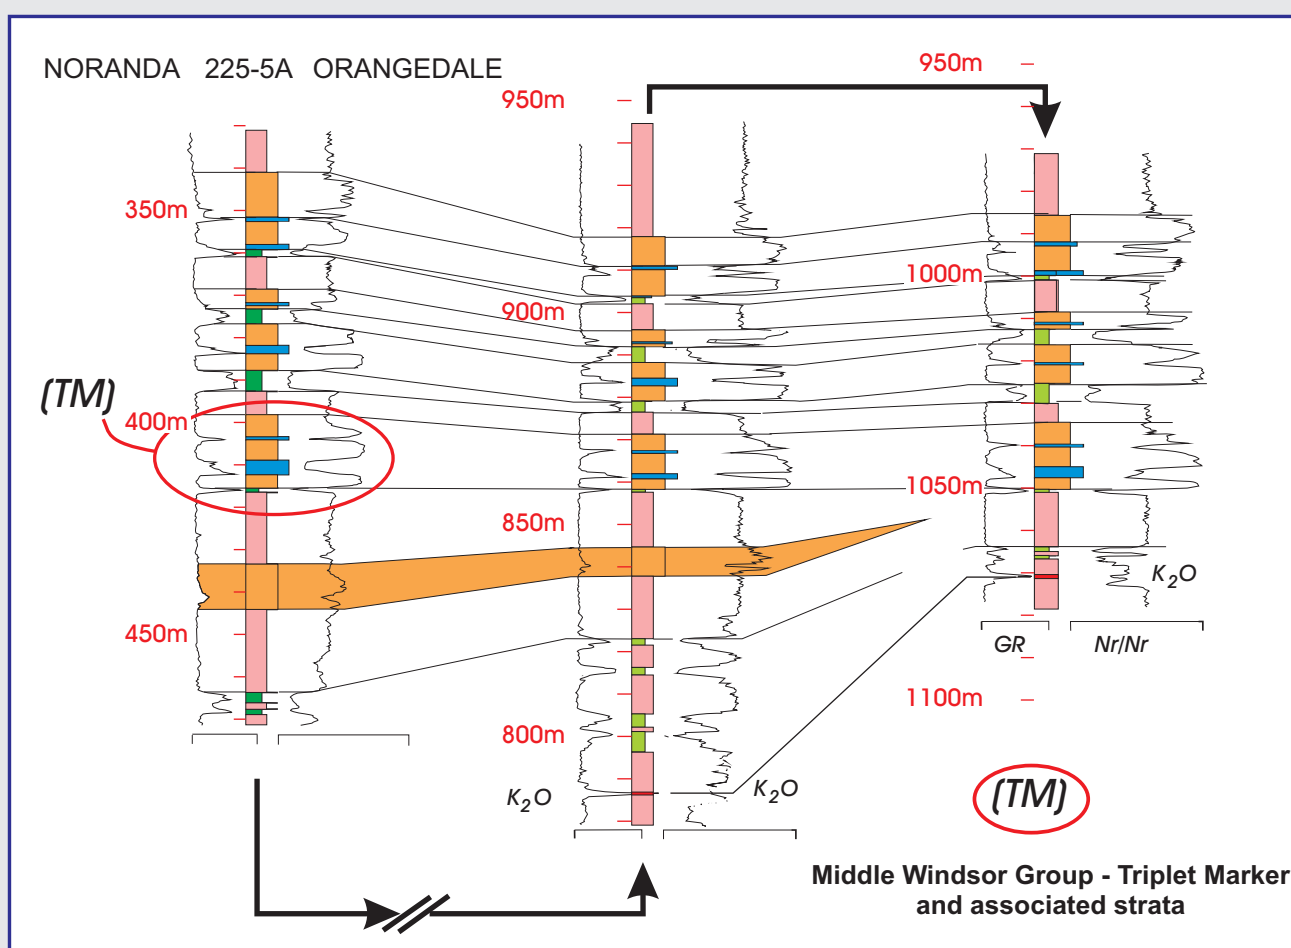 NORANDA 225-5A ORANGEDALE
950m
950m
350m
900m
1000m
(TM)
400m
1050m
850m
K2O
450m
GR
Nr/Nr
1100m
800m
K2O
K2O
(TM)
Middle Windsor Group - Triplet Marker
and associated strata